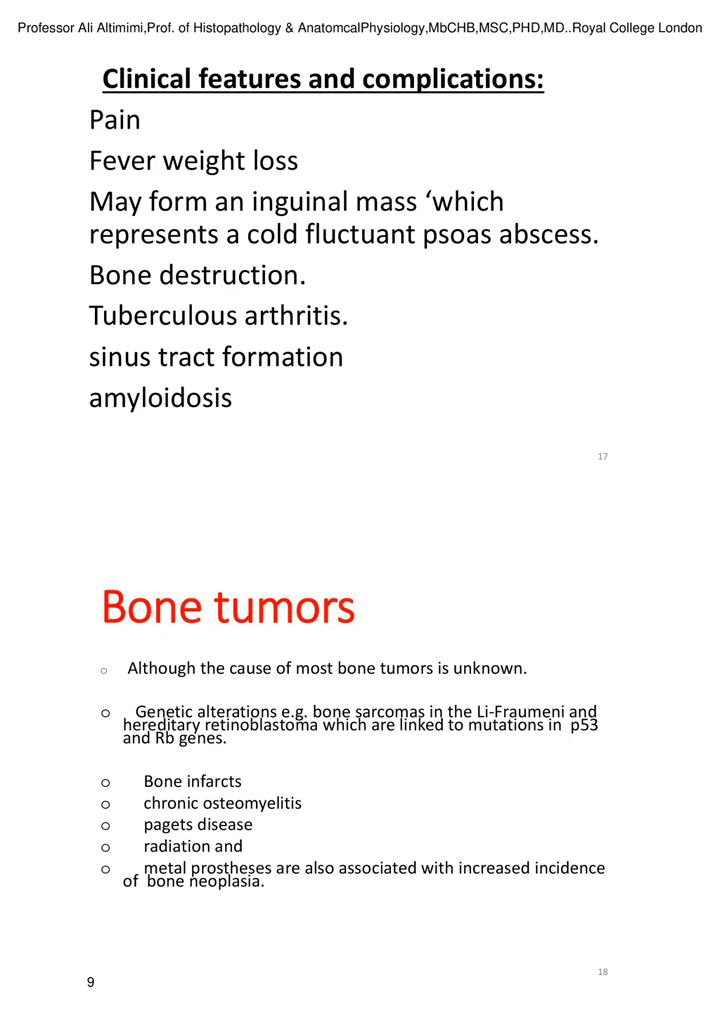 Professor Ali Altimimi,Prof. of Histopathology & AnatomcalPhysiology,MbCHB,MSC,PHD,MD..Royal College London
Clinical features and complications:
Pain
Fever weight loss
May form an inguinal mass ‘which
represents a cold fluctuant psoas abscess.
Bone destruction.
Tuberculous arthritis.
sinus tract formation
amyloidosis
17
Bone tumors
o Although the cause of most bone tumors is unknown.
o Genetic alterations e.g. bone sarcomas in the Li-Fraumeni and
hereditary retinoblastoma which are linked to mutations in p53
and Rb genes.
o Bone infarcts
o chronic osteomyelitis
o pagets disease
o radiation and
o metal prostheses are also associated with increased incidence
of bone neoplasia.
18
9